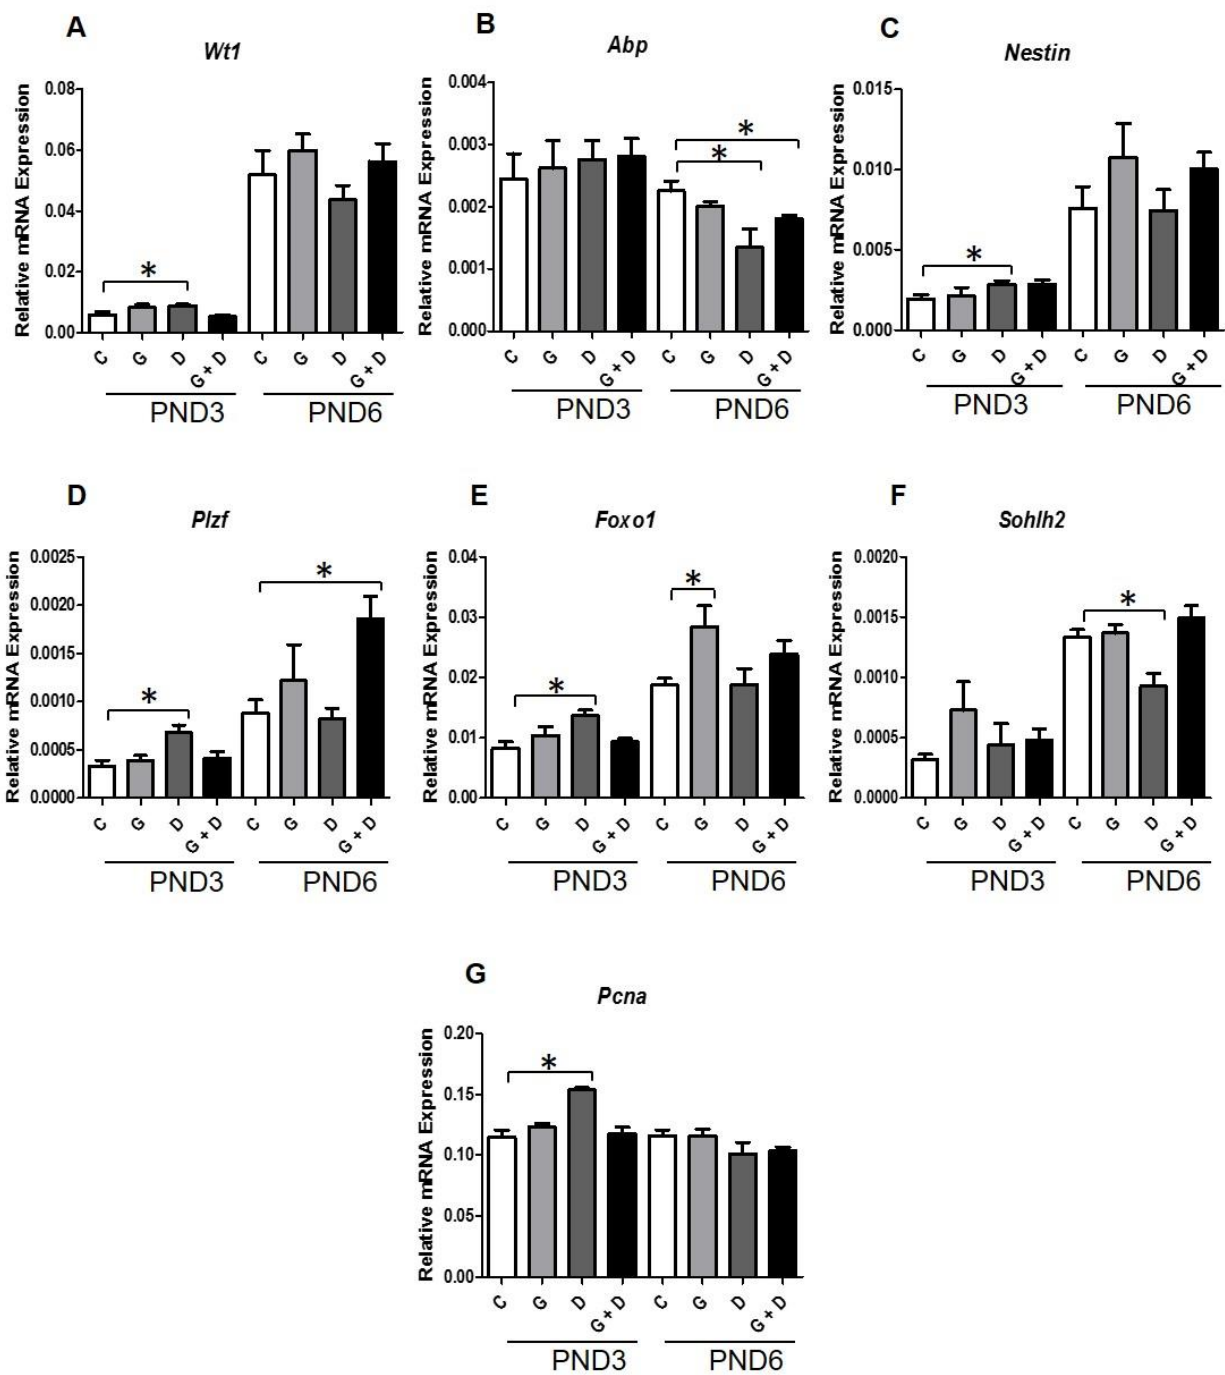 A
Wt1
Relative mRNA Expression
0.08
0.06
0.04
0.02
0.00
*
C G D G + D C G D G + D
PND3 PND6
B
Abp
Relative mRNA Expression
0.004
0.003
0.002
0.001
0.000
*
*
C G D G + D C G D G + D
PND3 PND6
C
Nestin
Relative mRNA Expression
0.015
0.010
0.005
0.000
*
C G D G + D C G D G + D
PND3 PND6
D
Plzf
Relative mRNA Expression
0.0025
0.0020
0.0015
0.0010
0.0005
0.0000
*
*
C G D G + D C G D G + D
PND3 PND6
E
Foxo1
Relative mRNA Expression
0.04
0.03
0.02
0.01
0.00
*
*
C G D G + D C G D G + D
PND3 PND6
F
Sohlh2
Relative mRNA Expression
0.0020
0.0015
0.0010
0.0005
0.0000
*
C G D G + D C G D G + D
PND3 PND6
G
Pcna
Relative mRNA Expression
0.20
0.15
0.10
0.05
0.00
*
C G D G + D C G D G + D
PND3 PND6